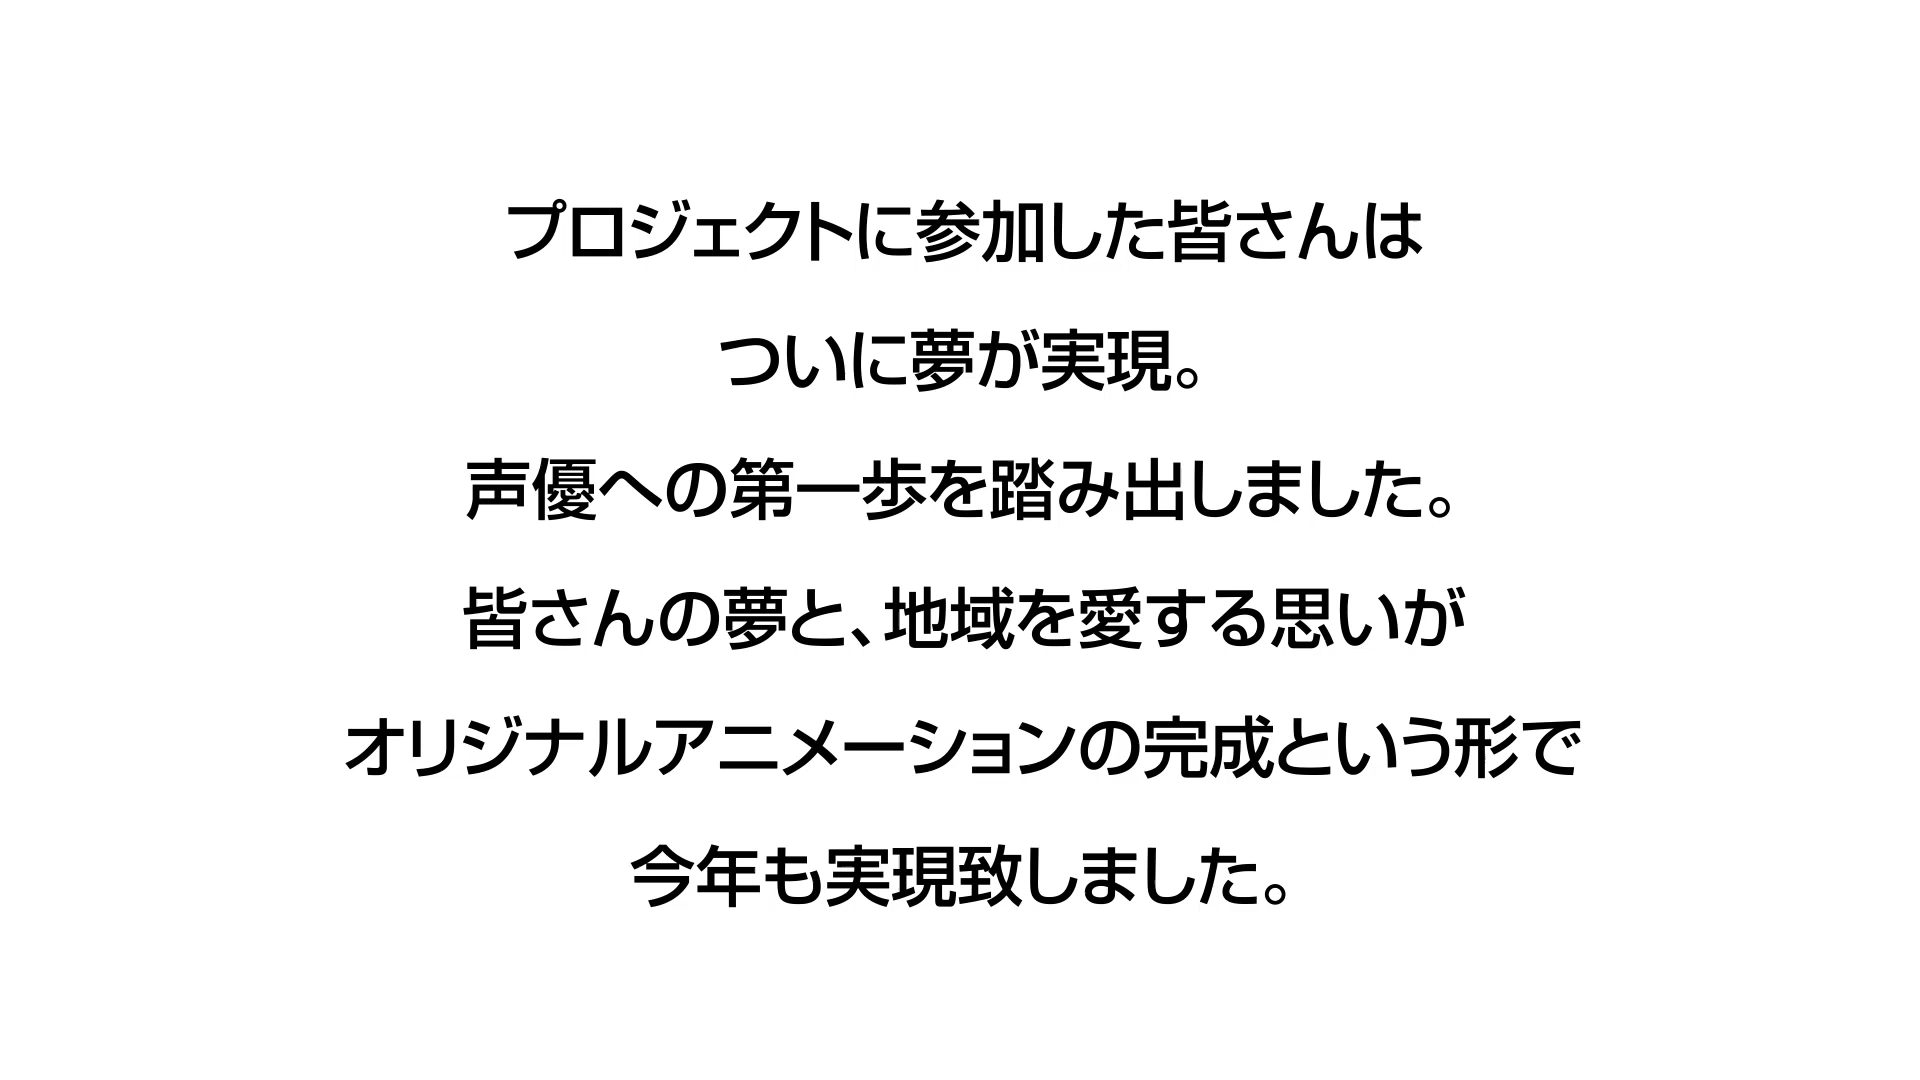 プロジェクトに参加した皆さんは
ついに夢が実現。
声優への第一歩を踏み出しました。
皆さんの夢と、地域を愛する思いが
オリジナルアニメーションの完成という形で
今年も実現致しました。